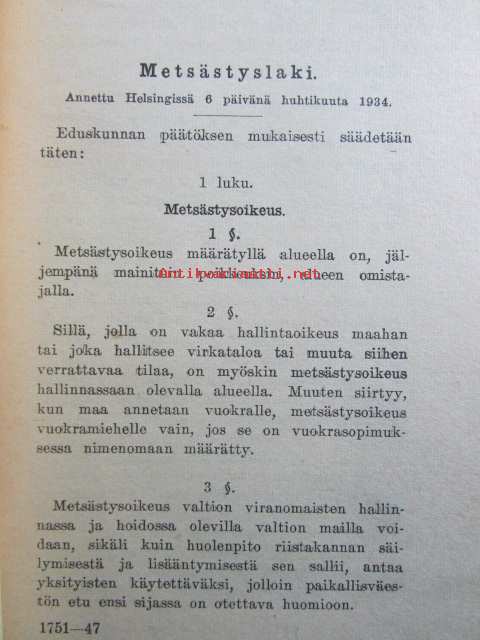 Metsästyslaki.
Annettu Helsingissä 6 päivänä huhtikuuta 1934.
Eduskunnan päätöksen mukaisesti säädetään
täten:
1 luku.
Metsästysoikeus.
1 §.
Metsästysoikeus määrätyllä alueella on, jäl-
jempänä mainituin poikkeuksin, alueen omista-
jalla.
2 §.
Sillä, jolla on vakaa hallintaoikeus maahan
tai joka hallitsee virkataloa tai muuta siihen
verrattavaa tilaa, on myöskin metsästysoikeus
hallinnassaan olevalla alueella. Muuten siirtyy,
kun maa annetaan vuokralle, metsästysoikeus
vuokramiehelle vain, jos se on vuokrasopimuk-
sessa nimenomaan määrätty.
3 §.
Metsästysoikeus valtion viranomaisten hallin-
nassa ja hoidossa olevilla valtion mailla voi-
daan, sikäli kuin huolenpito riistakannan säi-
lymisestä ja lisääntymisestä sen sallii, antaa
yksityisten käytettäväksi, jolloin paikallisväes-
tön etu ensi sijassa on otettava huomioon.
1751—47